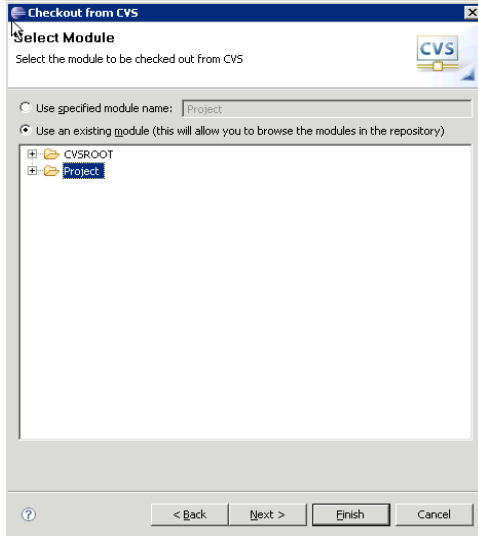 Checkout from CVS
Select Module
Select the module to be checked out from CVS
CVS
Use specified module name: Project
Use an existing module (this will allow you to browse the modules in the repository)
CVSROOT
Project
?
< Back Next > Finish Cancel